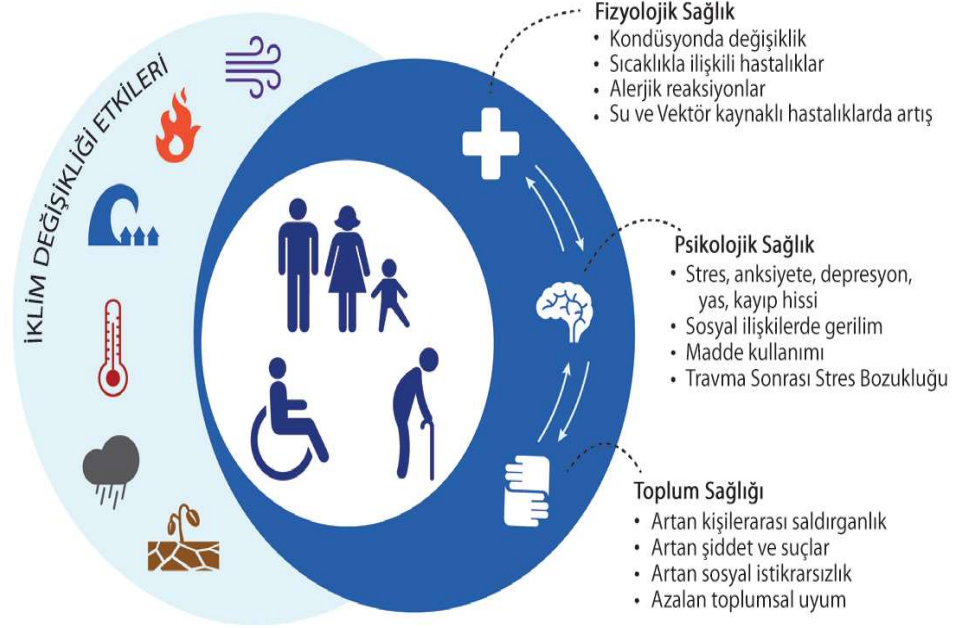 İKLİM DEĞİŞİKLİĞİ ETKİLERİ
Fizyolojik Sağlık
• Kondüsyonda değişiklik
• Sıcaklıkla ilişkili hastalıklar
• Alerjik reaksiyonlar
• Su ve Vektör kaynaklı hastalıklarda artış
Psikolojik Sağlık
• Stres, anksiyete, depresyon,
yas, kayıp hissi
• Sosyal ilişkilerde gerilim
• Madde kullanımı
• Travma Sonrası Stres Bozukluğu
Toplum Sağlığı
• Artan kişilerarası saldırganlık
• Artan şiddet ve suçlar
• Artan sosyal istikrarsızlık
• Azalan toplumsal uyum